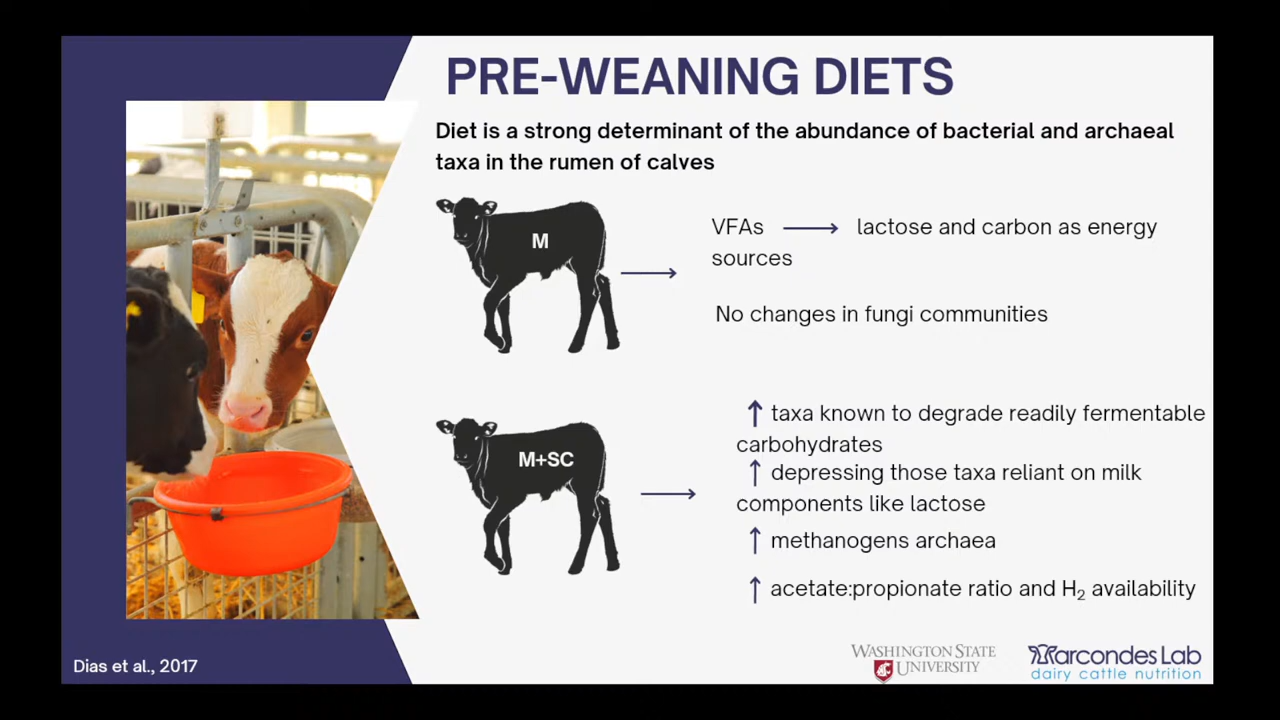 PRE-WEANING DIETS
Diet is a strong determinant of the abundance of bacterial and archaeal
taxa in the rumen of calves
M
VFAs → lactose and carbon as energy
sources
No changes in fungi communities
M+SC
↑ taxa known to degrade readily fermentable
carbohydrates
↑ depressing those taxa reliant on milk
components like lactose
↑ methanogens archaea
↑ acetate:propionate ratio and H₂ availability
Dias et al., 2017
WASHINGTON STATE
UNIVERSITY
Marcondes Lab
dairy cattle nutrition